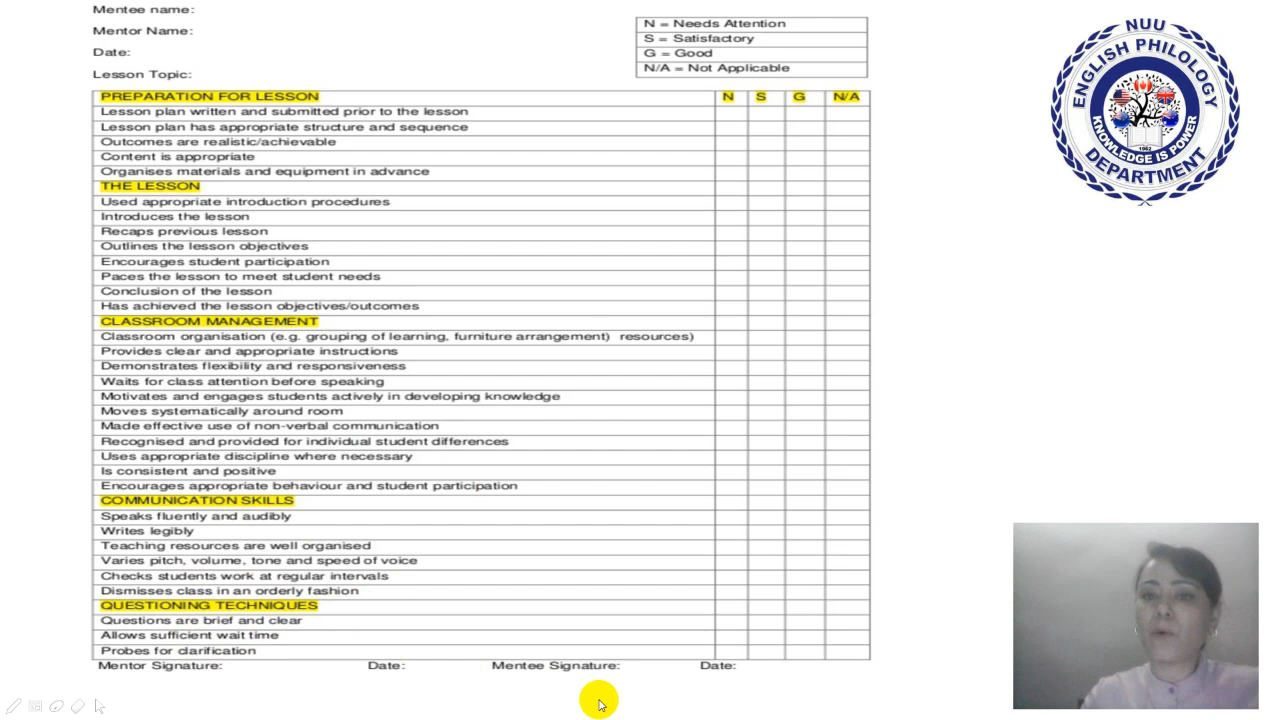 Mentee name:
Mentor Name:
Date:
Lesson Topic:
N = Needs Attention
S = Satisfactory
G = Good
N/A = Not Applicable
PREPARATION FOR LESSON N S G N/A
Lesson plan written and submitted prior to the lesson
Lesson plan has appropriate structure and sequence
Outcomes are realistic/achievable
Content is appropriate
Organises materials and equipment in advance
THE LESSON
Used appropriate introduction procedures
Introduces the lesson
Recaps previous lesson
Outlines the lesson objectives
Encourages student participation
Paces the lesson to meet student needs
Conclusion of the lesson
Has achieved the lesson objectives/outcomes
CLASSROOM MANAGEMENT
Classroom organisation (e.g. grouping of learning, furniture arrangement) resources)
Provides clear and appropriate instructions
Demonstrates flexibility and responsiveness
Waits for class attention before speaking
Motivates and engages students actively in developing knowledge
Moves systematically around room
Made effective use of non-verbal communication
Recognised and provided for individual student differences
Uses appropriate discipline where necessary
Is consistent and positive
Encourages appropriate behaviour and student participation
COMMUNICATION SKILLS
Speaks fluently and audibly
Writes legibly
Teaching resources are well organised
Varies pitch, volume, tone and speed of voice
Checks students work at regular intervals
Dismisses class in an orderly fashion
QUESTIONING TECHNIQUES
Questions are brief and clear
Allows sufficient wait time
Probes for clarification
Mentor Signature: Date: Mentee Signature: Date:
NUU
ENGLISH PHILOLOGY
DEPARTMENT
KNOWLEDGE IS POWER
1962